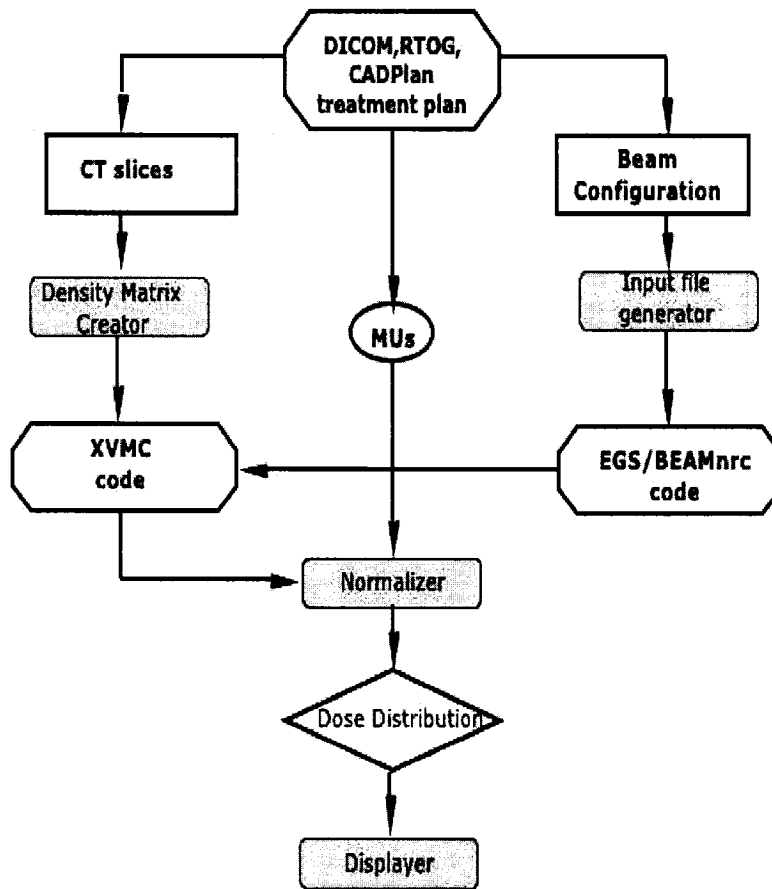 DICOM,RTOG,
CADPlan
treatment plan
CT slices
Beam
Configuration
Density Matrix
Creator
Input file
generator
MUs
XVMC
code
EGS/BEAMnrc
code
Normalizer
Dose Distribution
Displayer